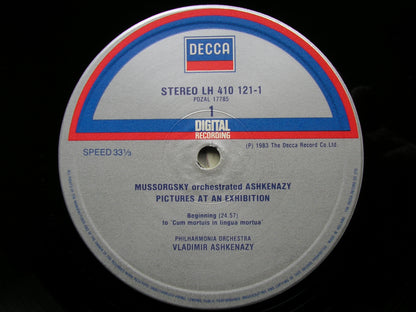 DECCA
STEREO LH 410 121-1
PDZAL 17785
1
DIGITAL
RECORDING
SPEED 33⅓
(P) 1983 The Decca Record Co Ltd.
MUSSORGSKY orchestrated ASHKENAZY
PICTURES AT AN EXHIBITION
Beginning (24.57)
to 'Cum mortuis in lingua mortua'
PHILHARMONIA ORCHESTRA
VLADIMIR ASHKENAZY